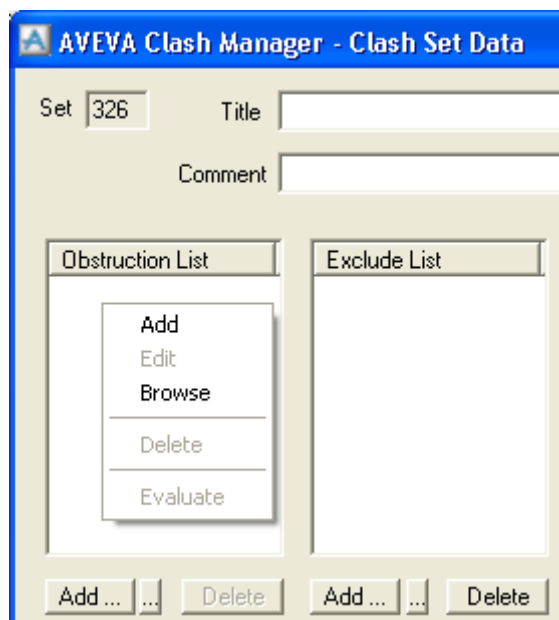 AVEVA Clash Manager - Clash Set Data
Set 326 Title
Comment
Obstruction List Exclude List
Add
Edit
Browse
Delete
Evaluate
Add ... ... Delete Add ... ... Delete